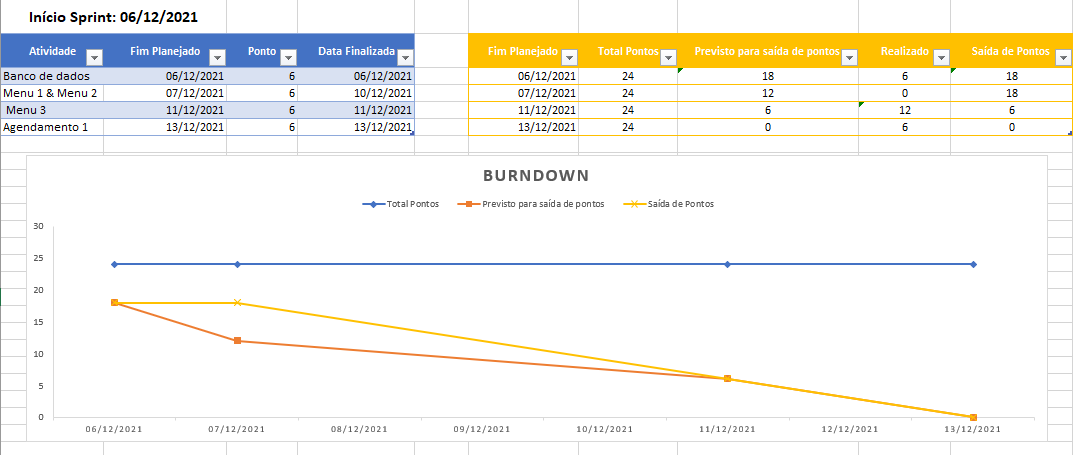 Início Sprint: 06/12/2021
Atividade Fim Planejado Ponto Data Finalizada Fim Planejado Total Pontos Previsto para saída de pontos Realizado Saída de Pontos
Banco de dados 06/12/2021 6 06/12/2021 06/12/2021 24 18 6 18
Menu 1 & Menu 2 07/12/2021 6 10/12/2021 07/12/2021 24 12 0 18
Menu 3 11/12/2021 6 11/12/2021 11/12/2021 24 6 12 6
Agendamento 1 13/12/2021 6 13/12/2021 13/12/2021 24 0 6 0
BURNDOWN
Total Pontos Previsto para saída de pontos Saída de Pontos
30
25
20
15
10
5
0
06/12/2021 07/12/2021 08/12/2021 09/12/2021 10/12/2021 11/12/2021 12/12/2021 13/12/2021